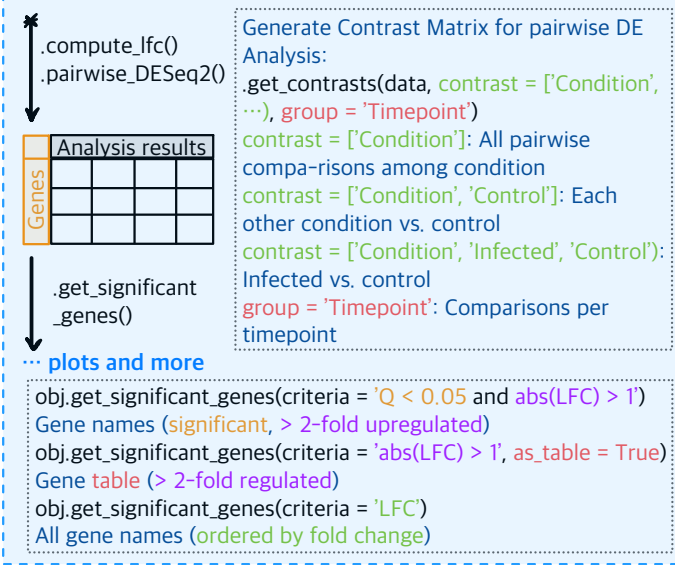 .compute_lfc()
.pairwise_DESeq2()
Analysis results
Genes
.get_significant
_genes()
… plots and more
Generate Contrast Matrix for pairwise DE
Analysis:
.get_contrasts(data, contrast = ['Condition',
…), group = 'Timepoint')
contrast = ['Condition']: All pairwise
compa-risons among condition
contrast = ['Condition', 'Control']: Each
other condition vs. control
contrast = ['Condition', 'Infected', 'Control'):
Infected vs. control
group = 'Timepoint': Comparisons per
timepoint
obj.get_significant_genes(criteria = 'Q < 0.05 and abs(LFC) > 1')
Gene names (significant, > 2-fold upregulated)
obj.get_significant_genes(criteria = 'abs(LFC) > 1', as_table = True)
Gene table (> 2-fold regulated)
obj.get_significant_genes(criteria = 'LFC')
All gene names (ordered by fold change)